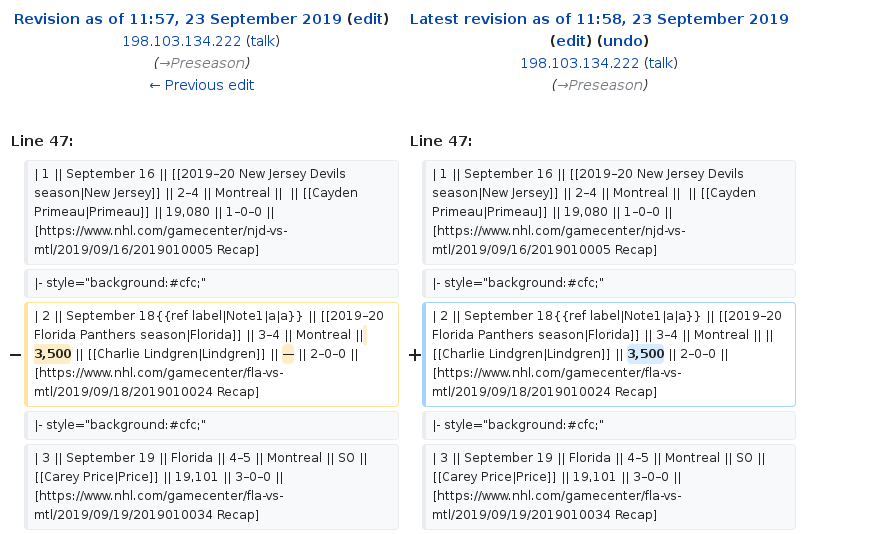 Revision as of 11:57, 23 September 2019 (edit)
198.103.134.222 (talk)
(→Preseason)
← Previous edit
Latest revision as of 11:58, 23 September 2019
(edit) (undo)
198.103.134.222 (talk)
(→Preseason)
Line 47:
Line 47:
| 1 || September 16 || [[2019–20 New Jersey Devils
season|New Jersey]] || 2–4 || Montreal ||  || [[Cayden
Primeau|Primeau]] || 19,080 || 1–0–0 ||
[https://www.nhl.com/gamecenter/njd-vs-
mtl/2019/09/16/2019010005 Recap]
| 1 || September 16 || [[2019–20 New Jersey Devils
season|New Jersey]] || 2–4 || Montreal ||  || [[Cayden
Primeau|Primeau]] || 19,080 || 1–0–0 ||
[https://www.nhl.com/gamecenter/njd-vs-
mtl/2019/09/16/2019010005 Recap]
|- style="background:#cfc;"
|- style="background:#cfc;"
−
| 2 || September 18{{ref label|Note1|a|a}} || [[2019–20
Florida Panthers season|Florida]] || 3–4 || Montreal ||
3,500 || [[Charlie Lindgren|Lindgren]] || — || 2–0–0 ||
[https://www.nhl.com/gamecenter/fla-vs-
mtl/2019/09/18/2019010024 Recap]
+
| 2 || September 18{{ref label|Note1|a|a}} || [[2019–20
Florida Panthers season|Florida]] || 3–4 || Montreal || ||
[[Charlie Lindgren|Lindgren]] || 3,500 || 2–0–0 ||
[https://www.nhl.com/gamecenter/fla-vs-
mtl/2019/09/18/2019010024 Recap]
|- style="background:#cfc;"
|- style="background:#cfc;"
| 3 || September 19 || Florida || 4–5 || Montreal || SO ||
[[Carey Price|Price]] || 19,101 || 3–0–0 ||
[https://www.nhl.com/gamecenter/fla-vs-
mtl/2019/09/19/2019010034 Recap]
| 3 || September 19 || Florida || 4–5 || Montreal || SO ||
[[Carey Price|Price]] || 19,101 || 3–0–0 ||
[https://www.nhl.com/gamecenter/fla-vs-
mtl/2019/09/19/2019010034 Recap]